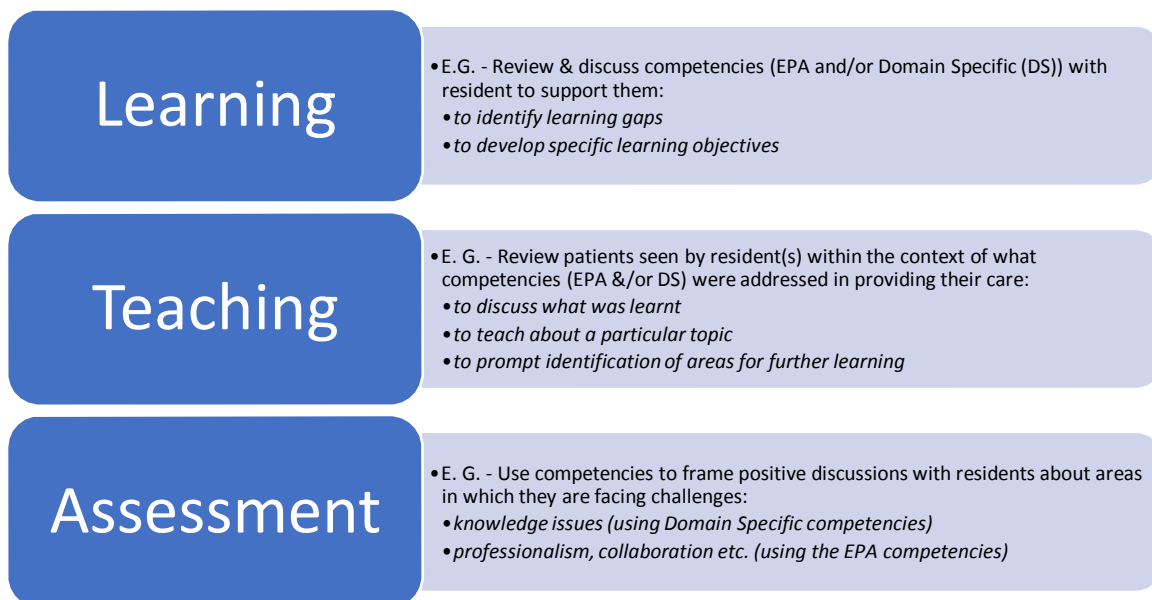 Learning
•E.G. - Review & discuss competencies (EPA and/or Domain Specific (DS)) with
resident to support them:
•to identify learning gaps
•to develop specific learning objectives
Teaching
•E. G. - Review patients seen by resident(s) within the context of what
competencies (EPA &/or DS) were addressed in providing their care:
•to discuss what was learnt
•to teach about a particular topic
•to prompt identification of areas for further learning
Assessment
•E. G. - Use competencies to frame positive discussions with residents about areas
in which they are facing challenges:
•knowledge issues (using Domain Specific competencies)
•professionalism, collaboration etc. (using the EPA competencies)